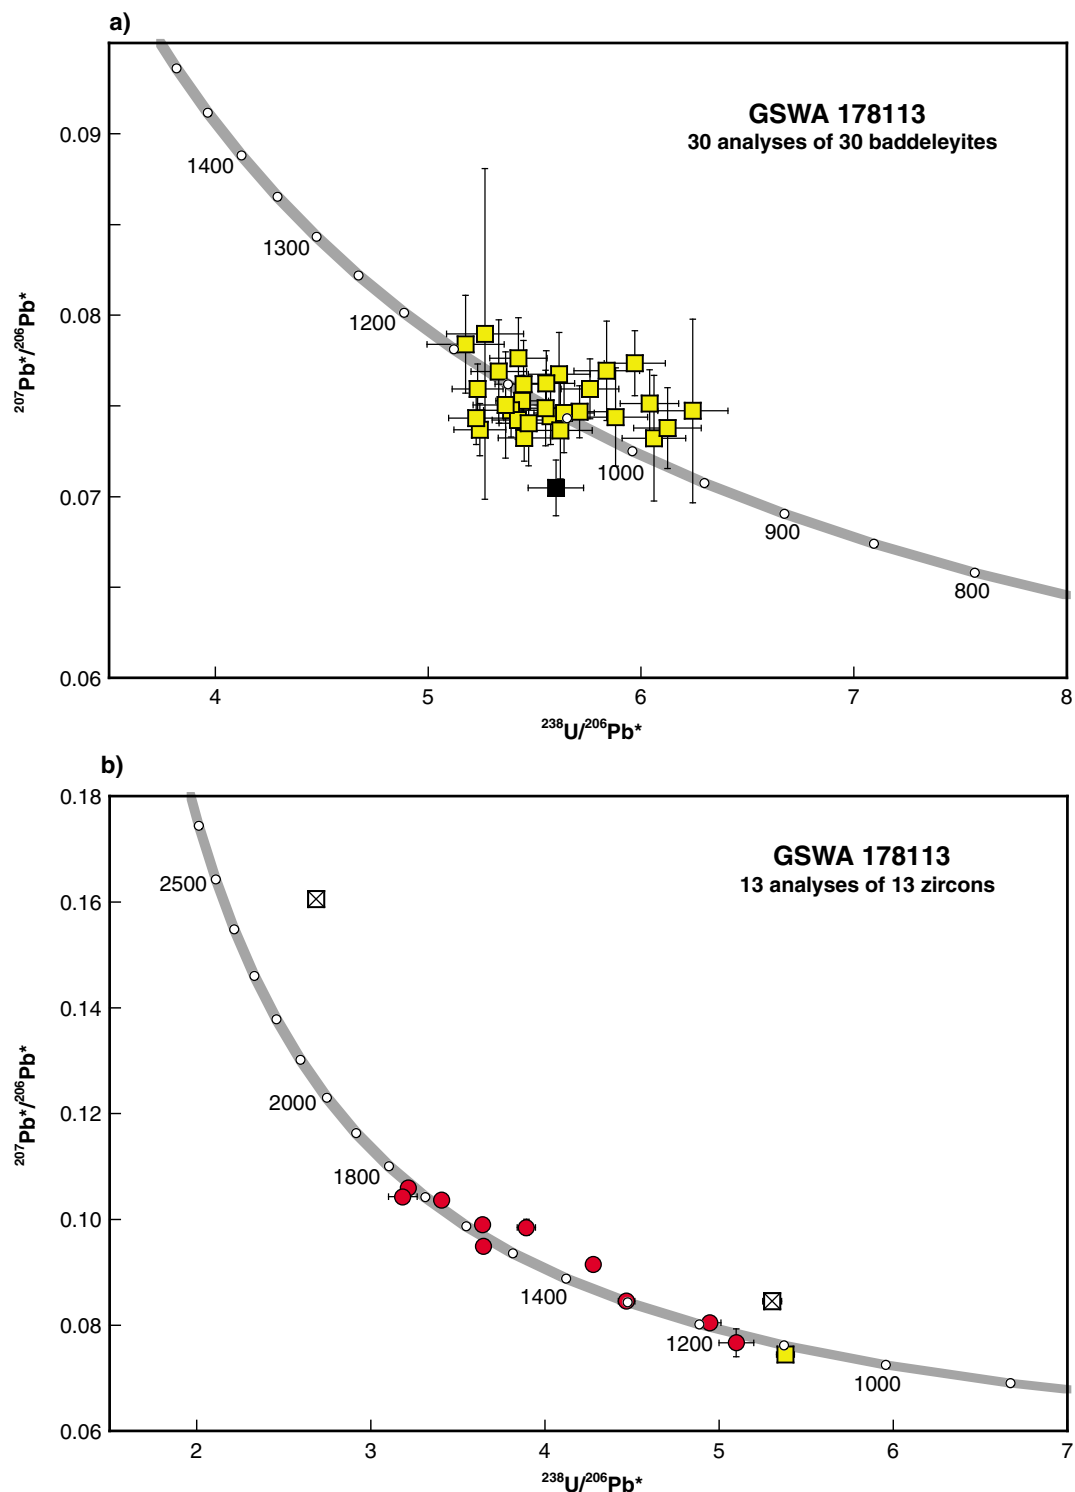 a)
GSWA 178113
30 analyses of 30 baddeleyites
0.09
0.08
0.07
0.06
²⁰⁷Pb*/²⁰⁶Pb*
1400
1300
1200
1000
900
800
4 5 6 7 8
²³⁸U/²⁰⁶Pb*
b)
GSWA 178113
13 analyses of 13 zircons
0.18
0.16
0.14
0.12
0.10
0.08
0.06
²⁰⁷Pb*/²⁰⁶Pb*
2500
2000
1800
1400
1200
1000
2 3 4 5 6 7
²³⁸U/²⁰⁶Pb*